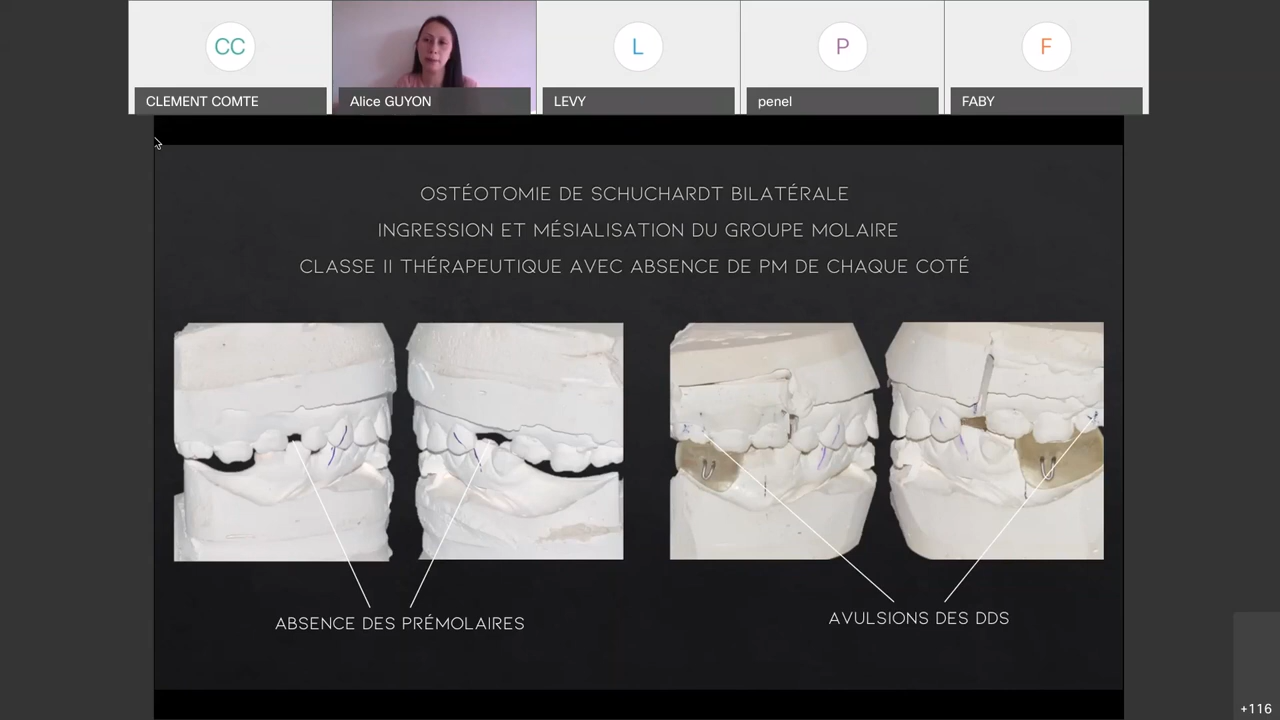 CC
L
P
F
CLEMENT COMTE
Alice GUYON
LEVY
penel
FABY
OSTÉOTOMIE DE SCHUCHARDT BILATÉRALE
INGRESSION ET MÉSIALISATION DU GROUPE MOLAIRE
CLASSE II THÉRAPEUTIQUE AVEC ABSENCE DE PM DE CHAQUE COTÉ
ABSENCE DES PRÉMOLAIRES
AVULSIONS DES DDS
+116